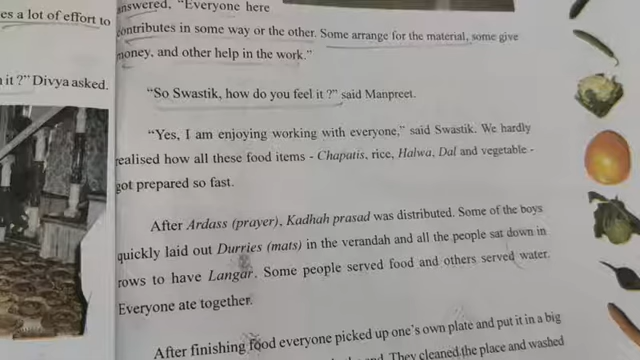 es a lot of effort to
it ?" Divya asked.
answered, "Everyone here
contributes in some way or the other. Some arrange for the material, some give
money, and other help in the work."
"So Swastik, how do you feel it ?" said Manpreet.
"Yes, I am enjoying working with everyone," said Swastik. We hardly
realised how all these food items - Chapatis, rice, Halwa, Dal and vegetable -
got prepared so fast.
After Ardass (prayer), Kadhah prasad was distributed. Some of the boys
quickly laid out Durries (mats) in the verandah and all the people sat down in
rows to have Langar. Some people served food and others served water.
Everyone ate together.
After finishing food everyone picked up one's own plate and put it in a big
They cleaned the place and washed